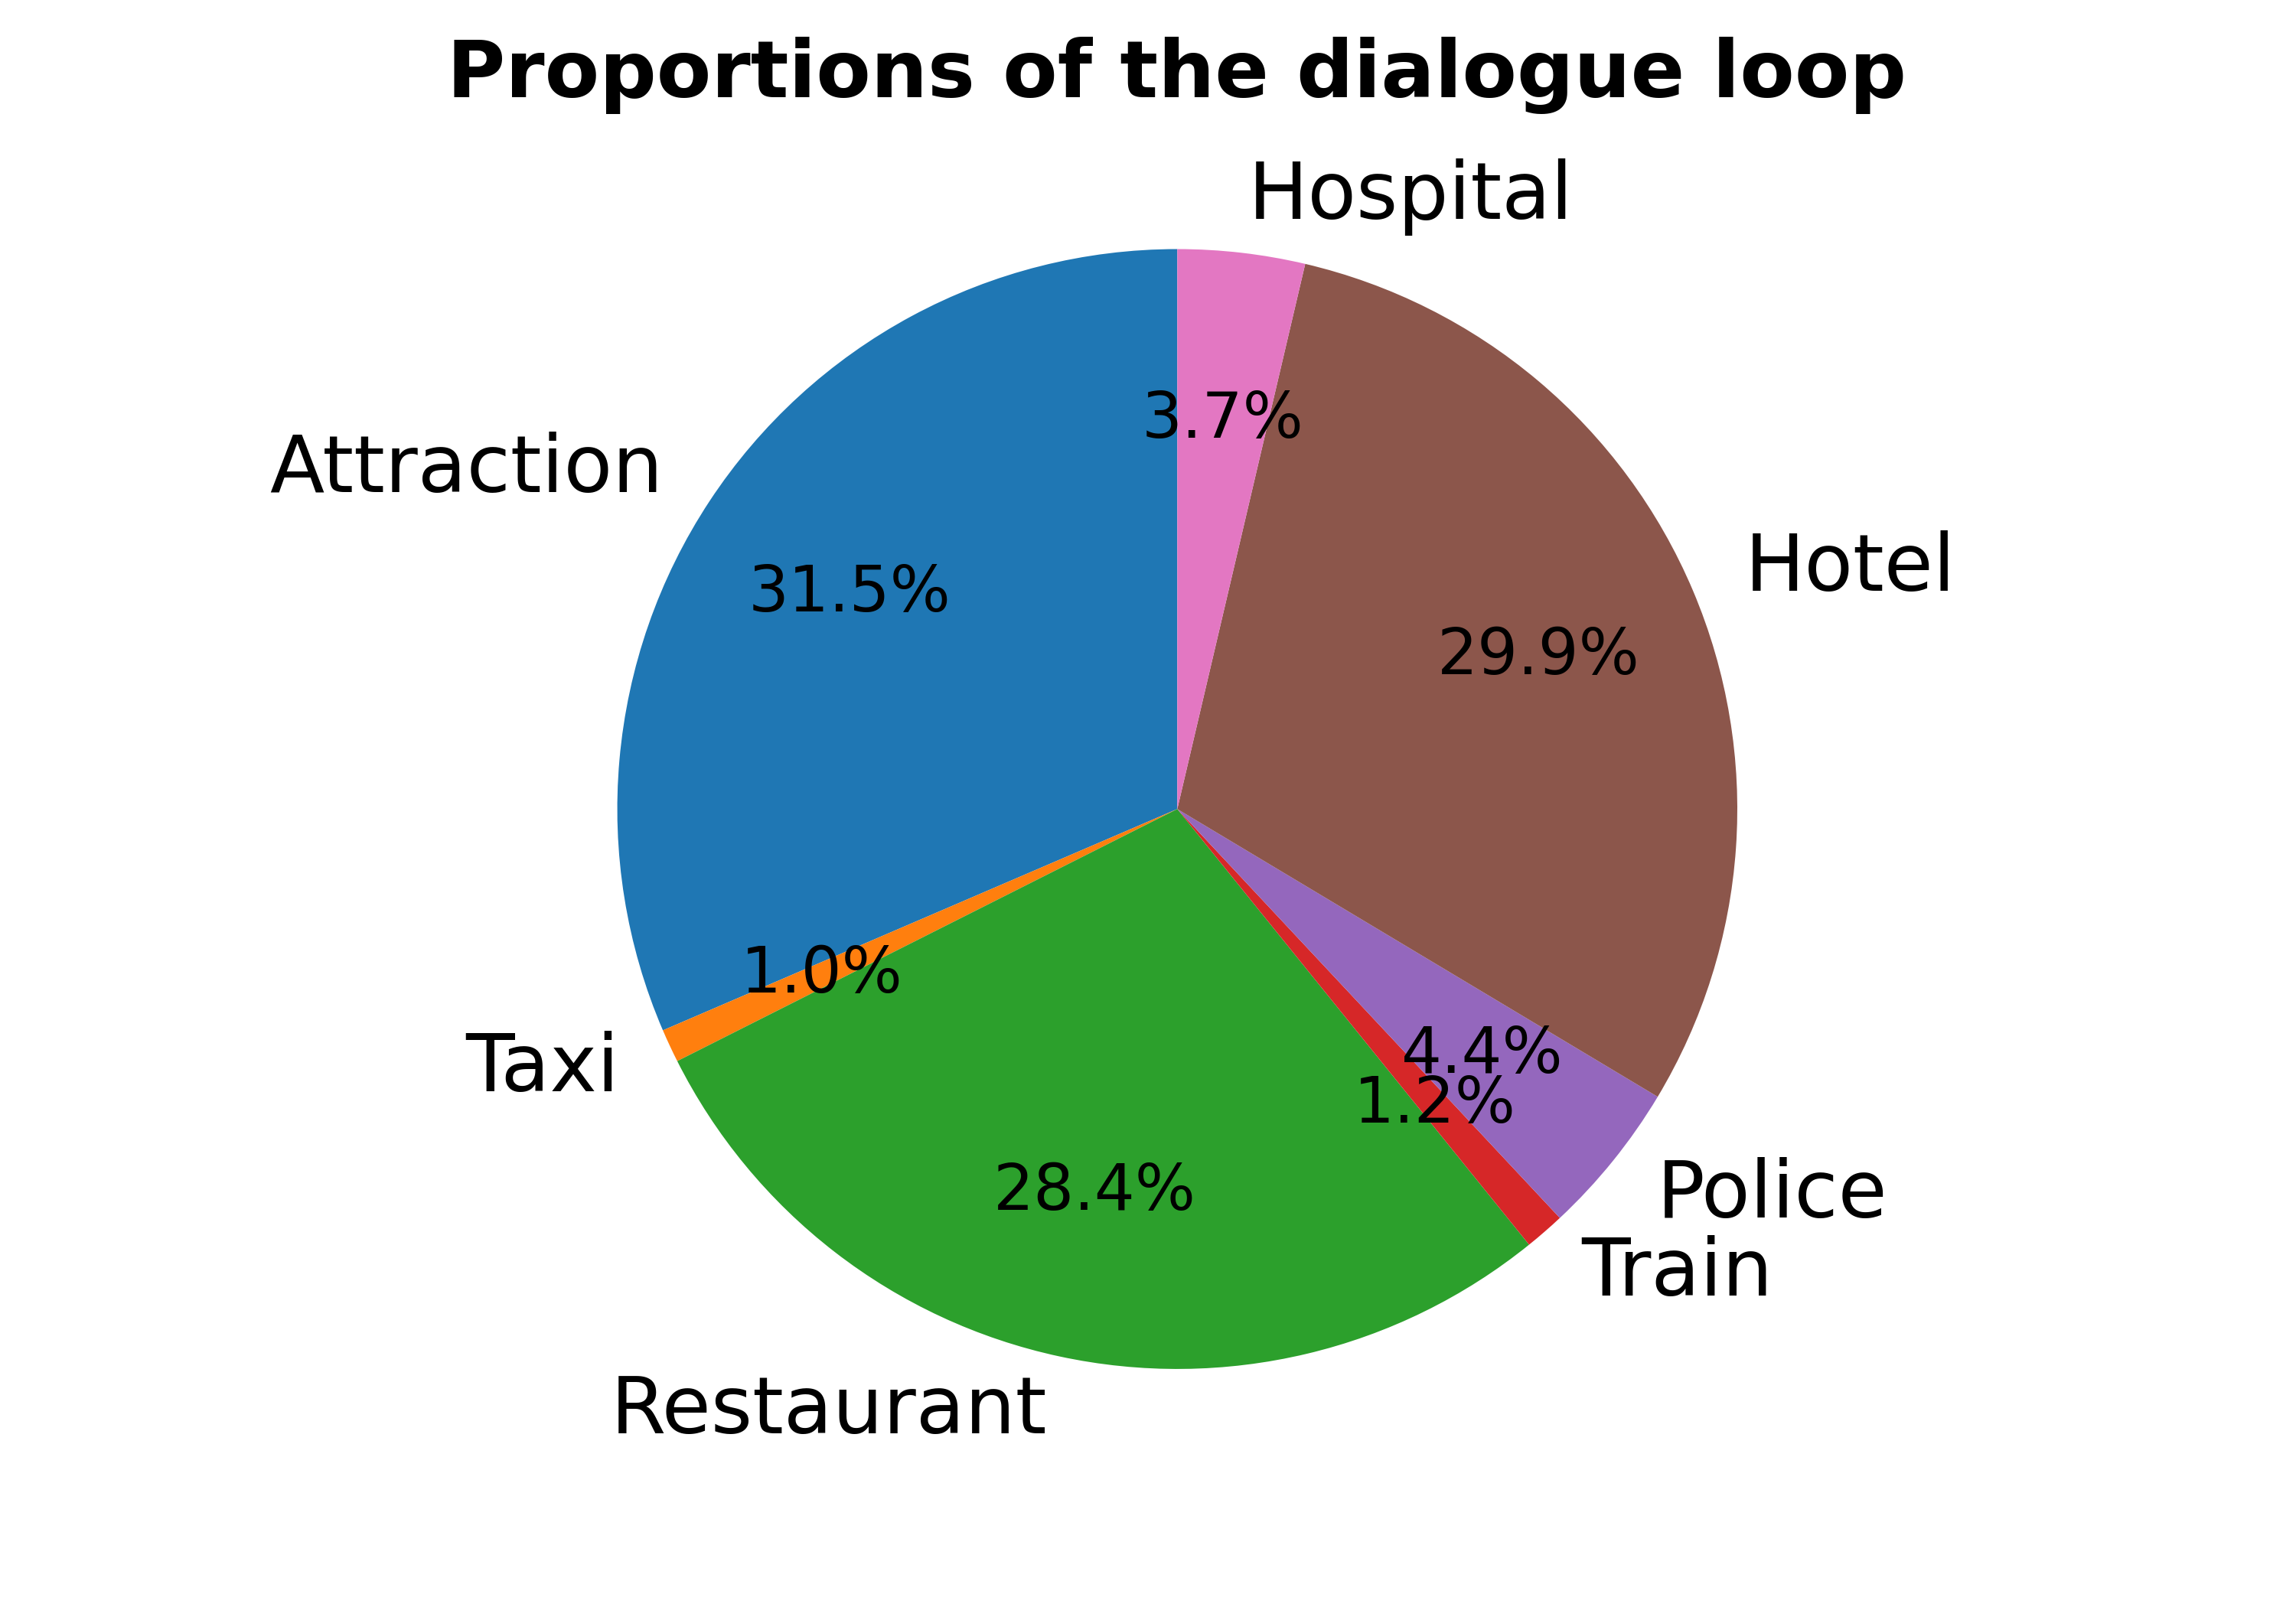 Proportions of the dialogue loop
Hospital
3.7%
Attraction
31.5%
Hotel
29.9%
1.0%
Taxi
4.4%
1.2%
28.4%
Police
Train
Restaurant